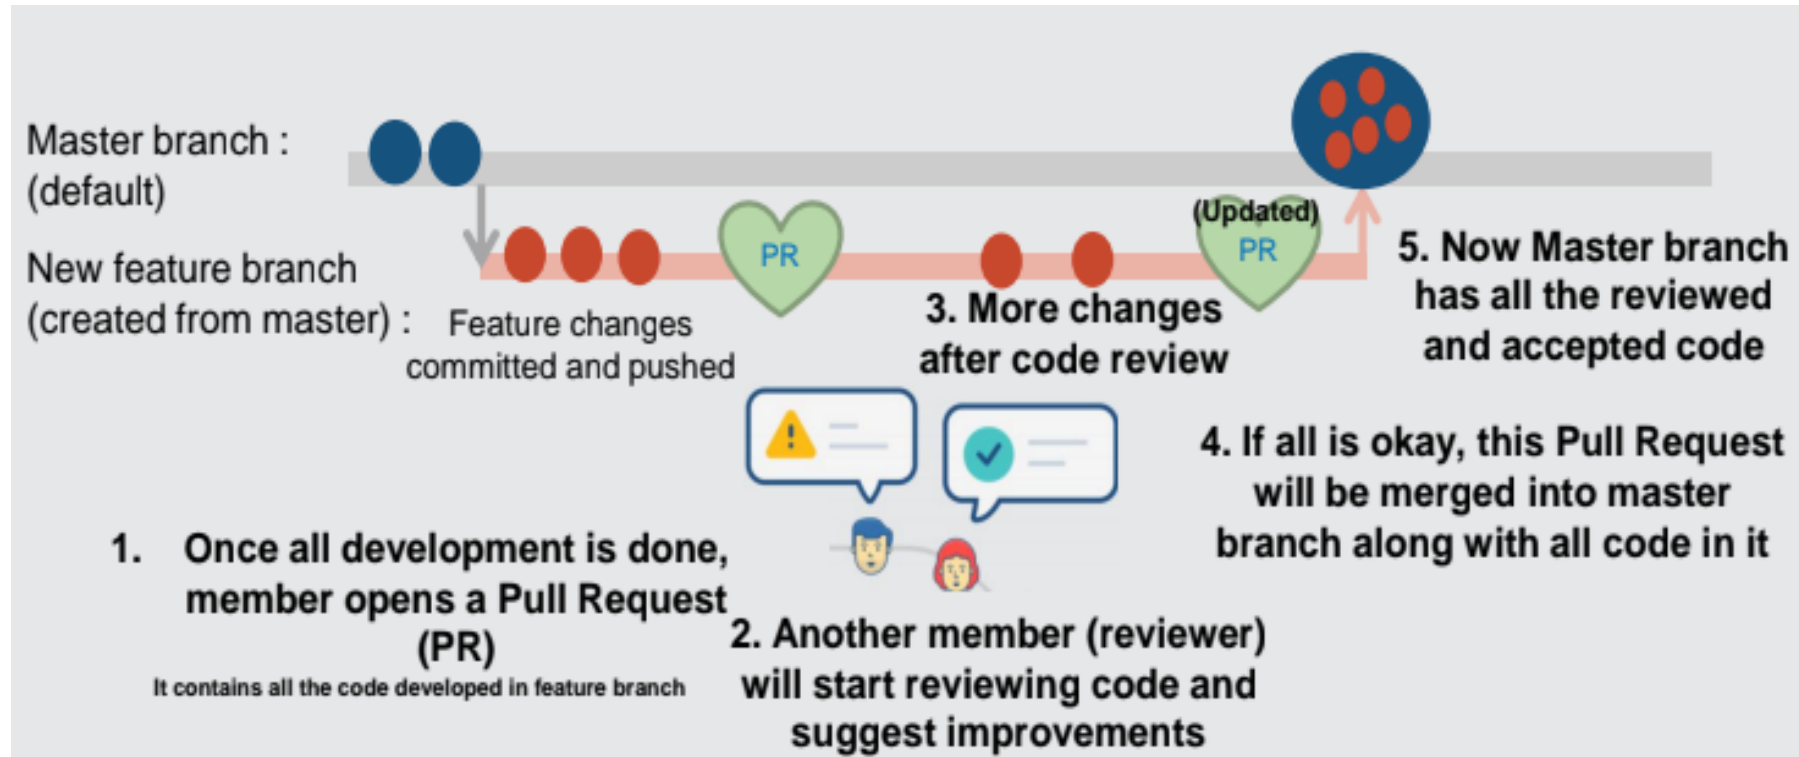 Master branch :
(default)
New feature branch
(created from master) :
Feature changes
committed and pushed
PR
3. More changes
after code review
(Updated)
PR
5. Now Master branch
has all the reviewed
and accepted code
4. If all is okay, this Pull Request
will be merged into master
branch along with all code in it
1. Once all development is done,
member opens a Pull Request
(PR)
It contains all the code developed in feature branch
2. Another member (reviewer)
will start reviewing code and
suggest improvements